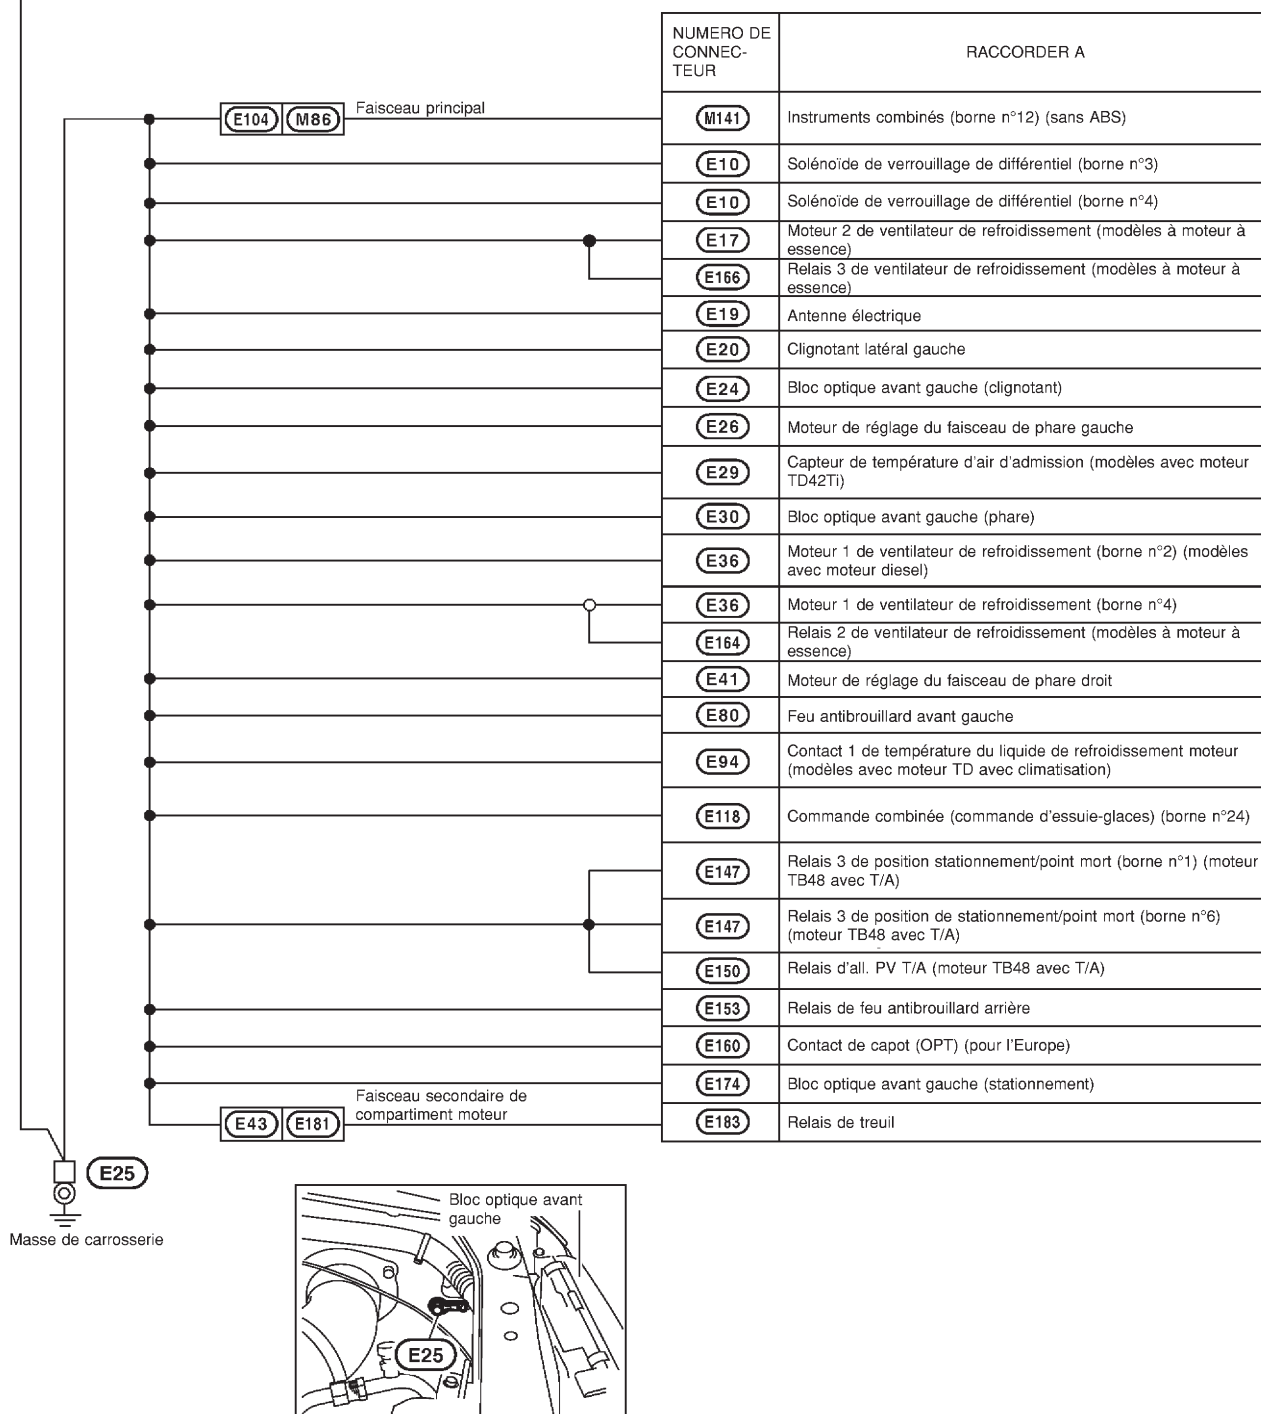 NUMERO DE
CONNEC-
TEUR
RACCORDER A
E104 M86
Faisceau principal
M141
Instruments combinés (borne n°12) (sans ABS)
E10
Solénoïde de verrouillage de différentiel (borne n°3)
E10
Solénoïde de verrouillage de différentiel (borne n°4)
E17
Moteur 2 de ventilateur de refroidissement (modèles à moteur à
essence)
E166
Relais 3 de ventilateur de refroidissement (modèles à moteur à
essence)
E19
Antenne électrique
E20
Clignotant latéral gauche
E24
Bloc optique avant gauche (clignotant)
E26
Moteur de réglage du faisceau de phare gauche
E29
Capteur de température d'air d'admission (modèles avec moteur
TD42Ti)
E30
Bloc optique avant gauche (phare)
E36
Moteur 1 de ventilateur de refroidissement (borne n°2) (modèles
avec moteur diesel)
E36
Moteur 1 de ventilateur de refroidissement (borne n°4)
E164
Relais 2 de ventilateur de refroidissement (modèles à moteur à
essence)
E41
Moteur de réglage du faisceau de phare droit
E80
Feu antibrouillard avant gauche
E94
Contact 1 de température du liquide de refroidissement moteur
(modèles avec moteur TD avec climatisation)
E118
Commande combinée (commande d'essuie-glaces) (borne n°24)
E147
Relais 3 de position stationnement/point mort (borne n°1) (moteur
TB48 avec T/A)
E147
Relais 3 de position de stationnement/point mort (borne n°6)
(moteur TB48 avec T/A)
E150
Relais d'all. PV T/A (moteur TB48 avec T/A)
E153
Relais de feu antibrouillard arrière
E160
Contact de capot (OPT) (pour l'Europe)
E174
Bloc optique avant gauche (stationnement)
Faisceau secondaire de
compartiment moteur
E43 E181
E183
Relais de treuil
E25
Masse de carrosserie
Bloc optique avant
gauche
E25